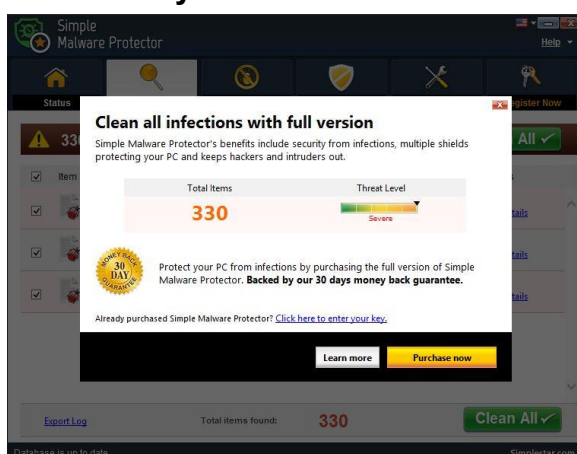 Simple
Malware Protector
Help
Status
Register Now
Clean all infections with full version
Simple Malware Protector's benefits include security from infections, multiple shields
protecting your PC and keeps hackers and intruders out.
330
All
Item
Total Items
Threat Level
330
Severe
MONEY BACK
30
DAY
GUARANTEE
Protect your PC from infections by purchasing the full version of Simple
Malware Protector. Backed by our 30 days money back guarantee.
Already purchased Simple Malware Protector? Click here to enter your key.
Learn more
Purchase now
Export Log
Total items found:
330
Clean All
Database is up to date
Simplestar.com